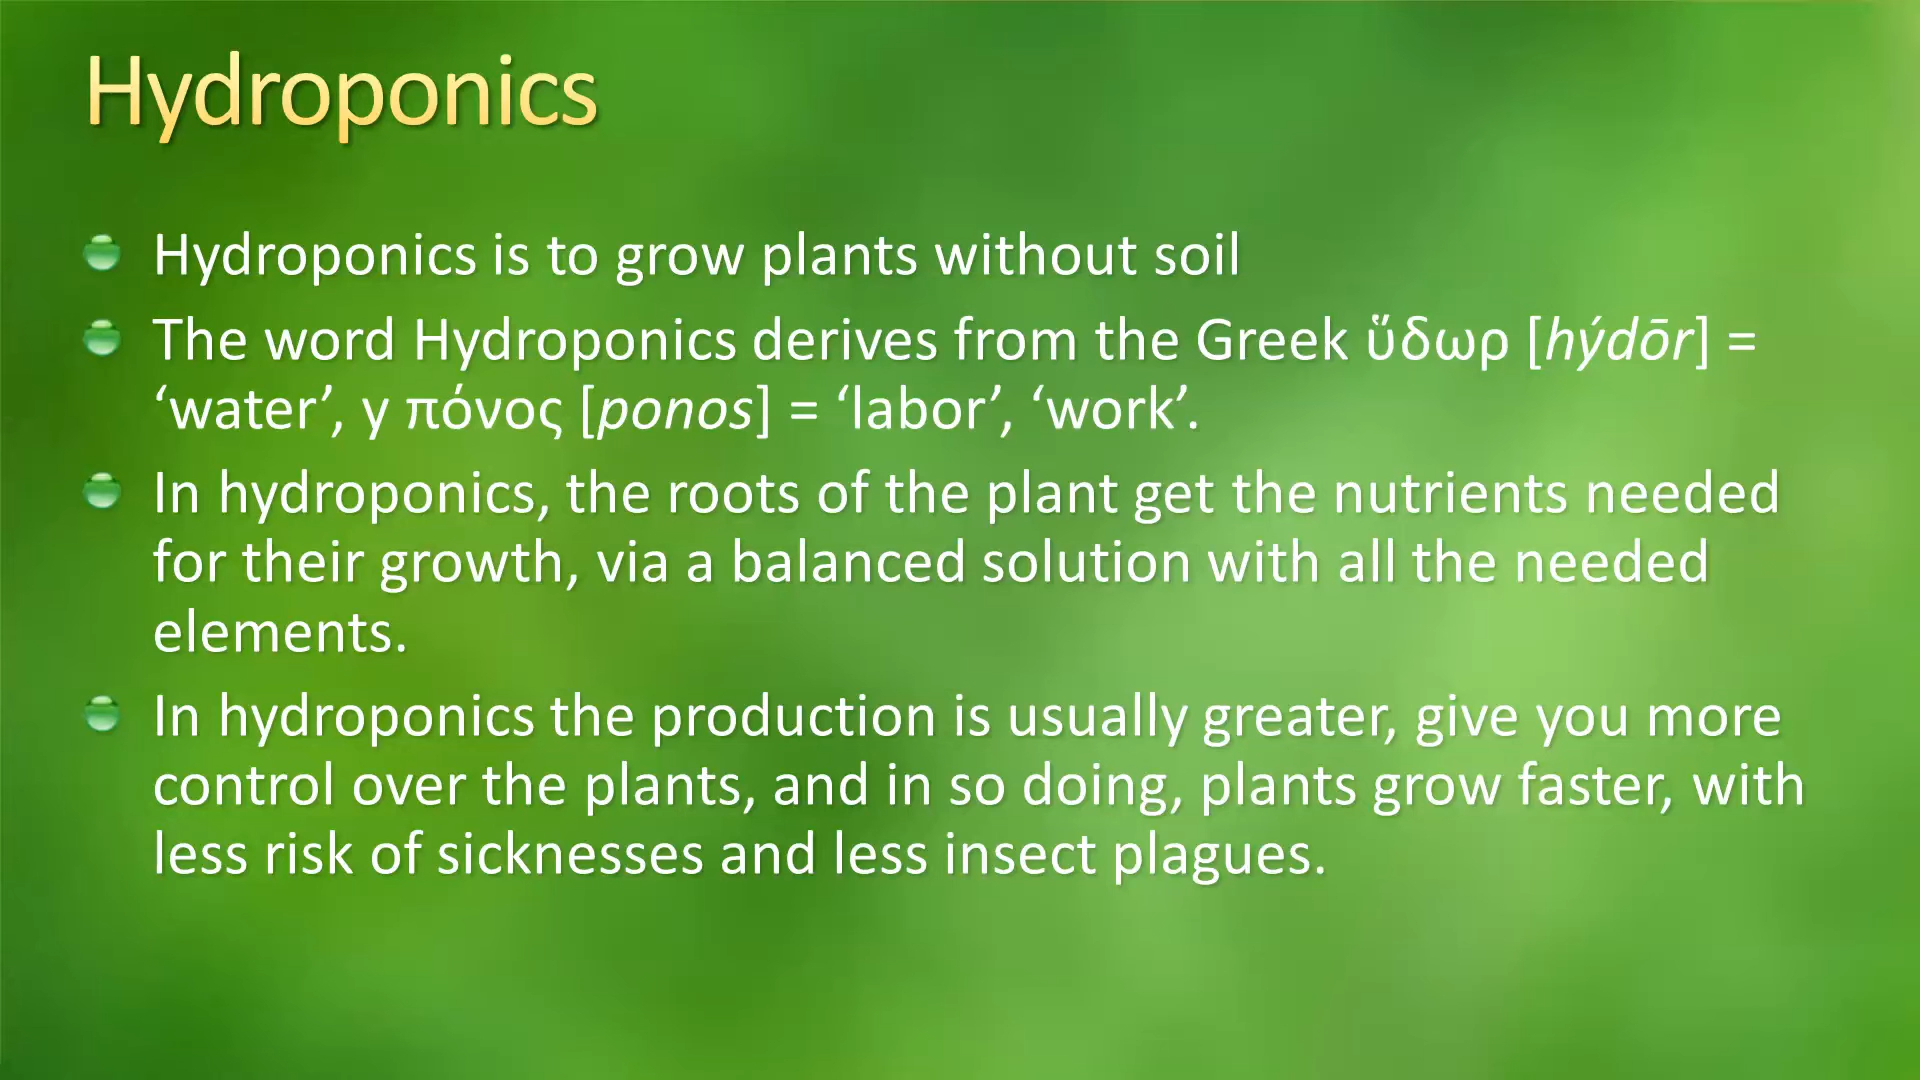 Hydroponics
Hydroponics is to grow plants without soil
The word Hydroponics derives from the Greek ὕδωρ [hýdōr] =
‘water’, y πόνος [ponos] = ‘labor’, ‘work’.
In hydroponics, the roots of the plant get the nutrients needed
for their growth, via a balanced solution with all the needed
elements.
In hydroponics the production is usually greater, give you more
control over the plants, and in so doing, plants grow faster, with
less risk of sicknesses and less insect plagues.